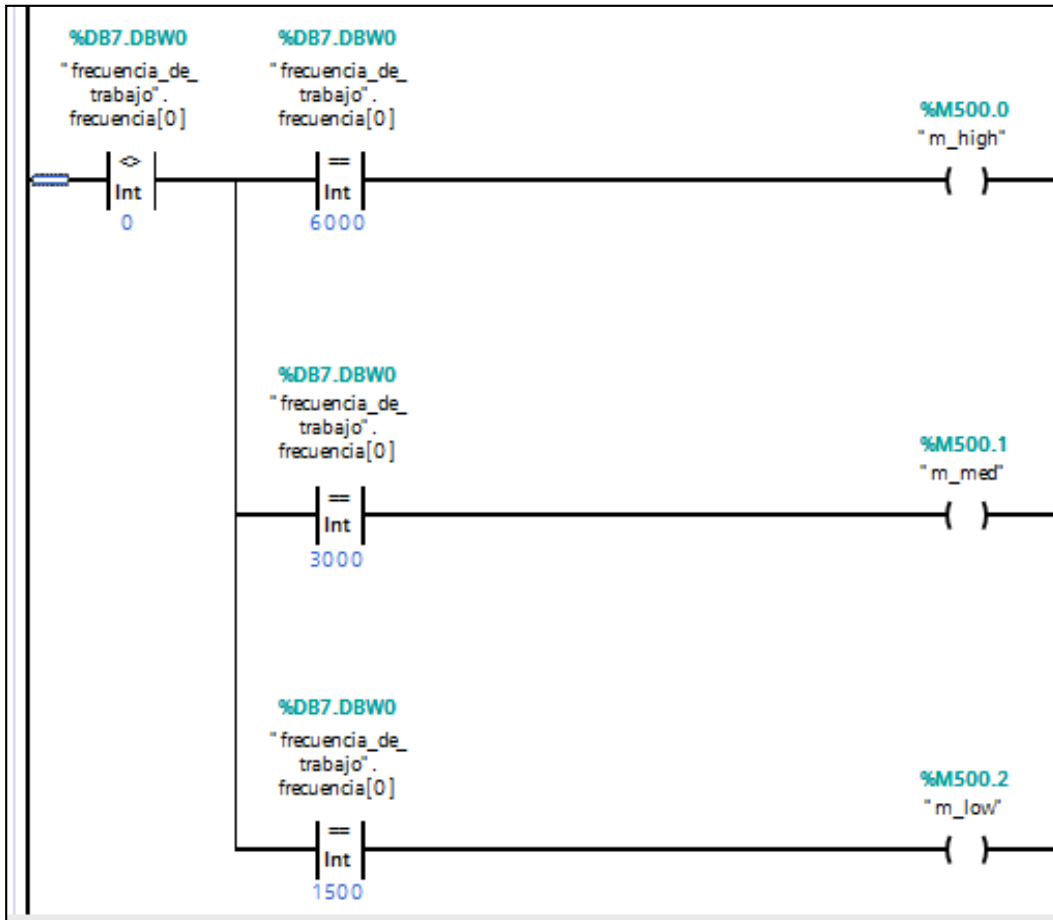 %DB7.DBW0 %DB7.DBW0
"frecuencia_de_ "frecuencia_de_
trabajo". trabajo".
frecuencia[0] frecuencia[0]
%M500.0
"m_high"
<> ==
Int Int
0 6000
%DB7.DBW0
"frecuencia_de_
trabajo".
frecuencia[0]
%M500.1
"m_med"
==
Int
3000
%DB7.DBW0
"frecuencia_de_
trabajo".
frecuencia[0]
%M500.2
"m_low"
==
Int
1500